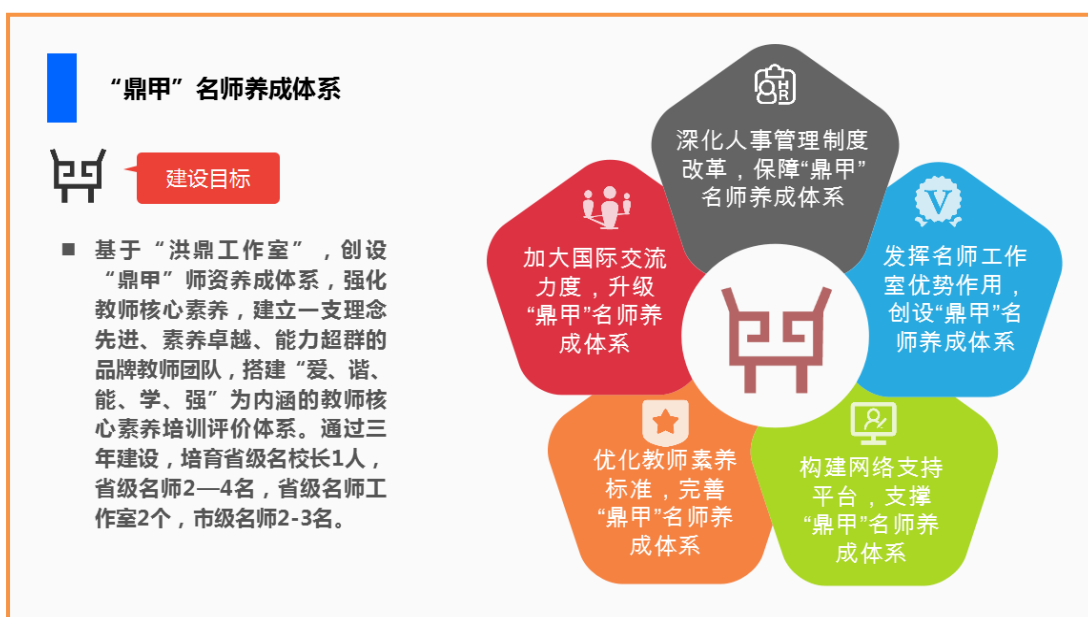 “鼎甲”名师养成体系
建设目标
■ 基于“洪鼎工作室”，创设
“鼎甲”师资养成体系，强化
教师核心素养，建立一支理念
先进、素养卓越、能力超群的
品牌教师团队，搭建“爱、谐、
能、学、强”为内涵的教师核
心素养培训评价体系。通过三
年建设，培育省级名校长1人，
省级名师2—4名，省级名师工
作室2个，市级名师2-3名。
HR
深化人事管理制度
改革，保障“鼎甲”
名师养成体系
加大国际交流
力度，升级
“鼎甲”名师养
成体系
V
发挥名师工作
室优势作用，
创设“鼎甲”名
师养成体系
优化教师素养
标准，完善
“鼎甲”名师养
成体系
构建网络支持
平台，支撑
“鼎甲”名师养
成体系